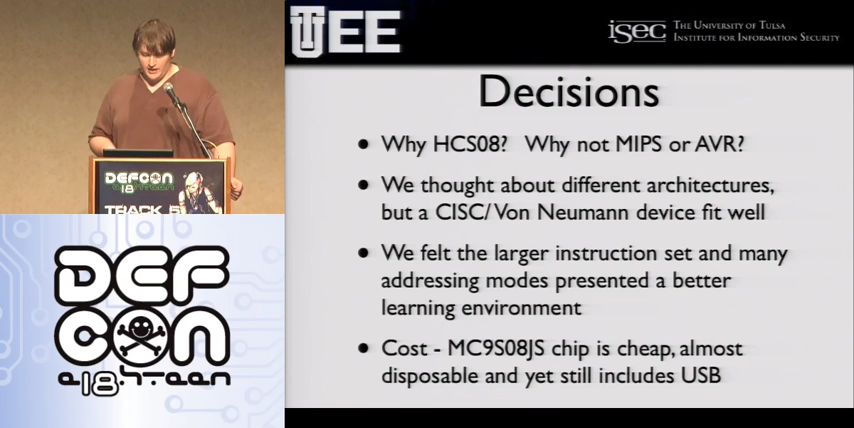 TU EE
isec THE UNIVERSITY OF TULSA
INSTITUTE FOR INFORMATION SECURITY
Decisions
• Why HCS08? Why not MIPS or AVR?
• We thought about different architectures,
but a CISC/Von Neumann device fit well
• We felt the larger instruction set and many
addressing modes presented a better
learning environment
• Cost - MC9S08JS chip is cheap, almost
disposable and yet still includes USB
DEFCON
18
TRACK 5
DEF
CON
e18hteen